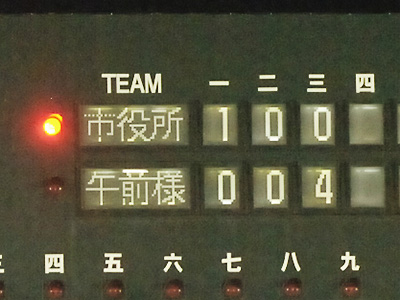 TEAM 一 二 三 四
市役所 1 0 0
午前様 0 0 4
三 四 五 六 七 八 九